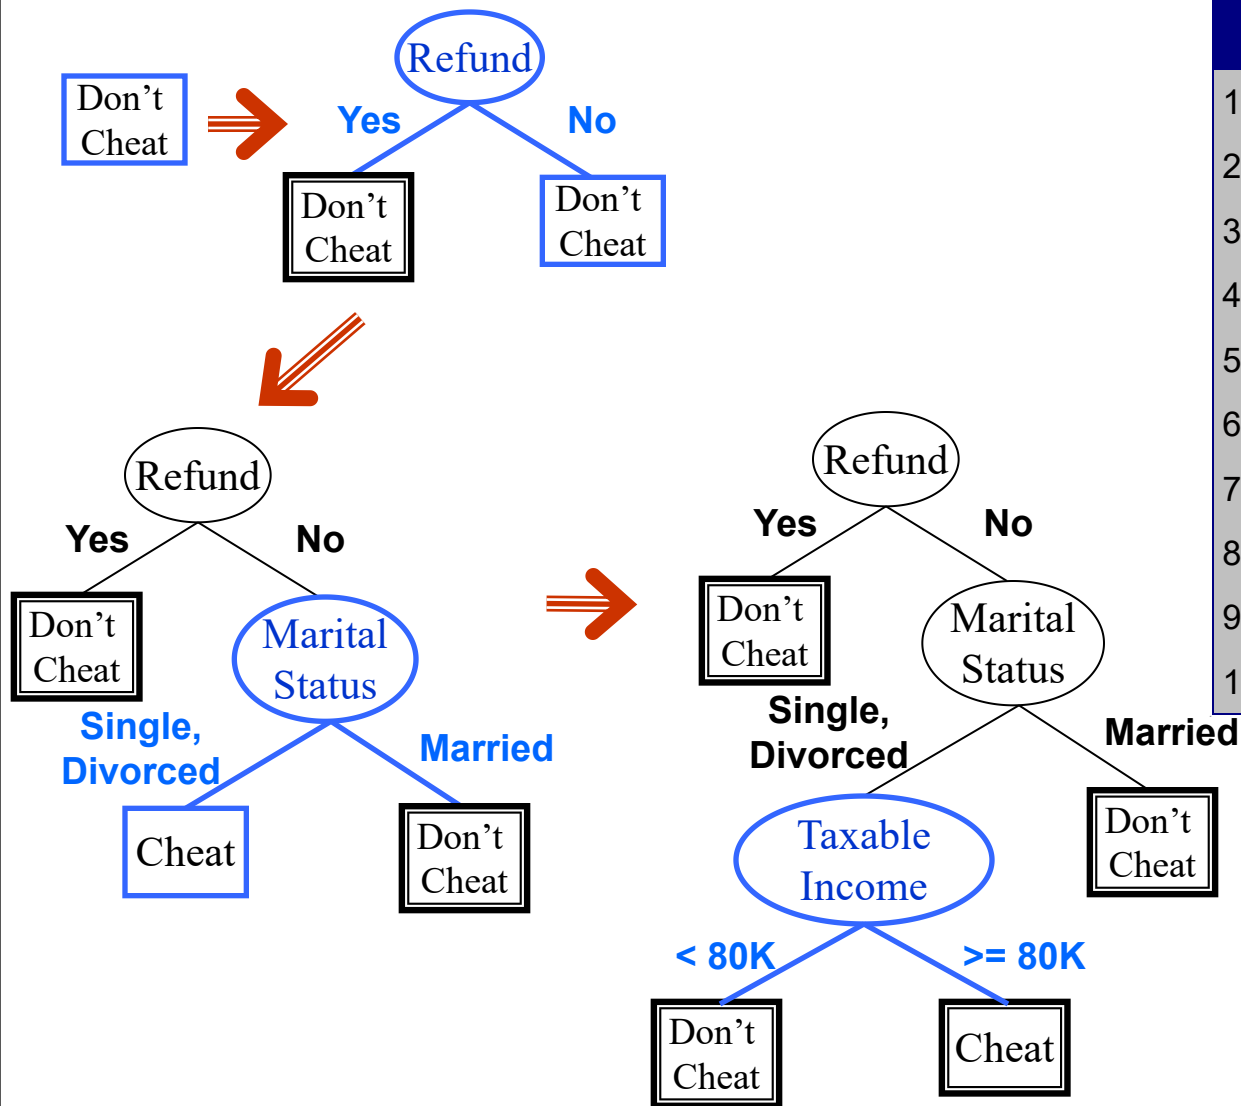 Refund
Don't
Cheat
Yes
No
Don't
Cheat
Don't
Cheat
Refund
Yes
No
Don't
Cheat
Marital
Status
Single,
Divorced
Married
Cheat
Don't
Cheat
Refund
Yes
No
Don't
Cheat
Marital
Status
Single,
Divorced
Married
Taxable
Income
Don't
Cheat
< 80K
>= 80K
Don't
Cheat
Cheat
1
2
3
4
5
6
7
8
9
1